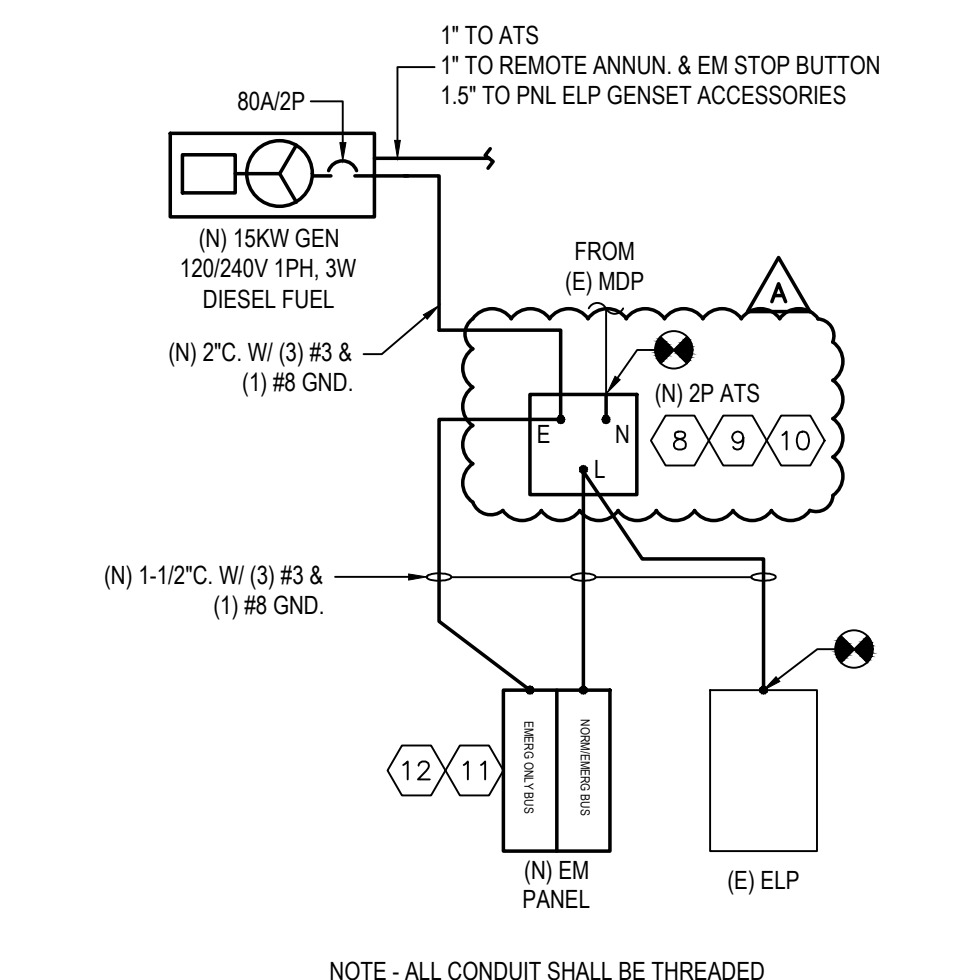 1" TO ATS
1" TO REMOTE ANNUN. & EM STOP BUTTON
1.5" TO PNL ELP GENSET ACCESSORIES
80A/2P
(N) 15KW GEN
120/240V 1PH, 3W
DIESEL FUEL
FROM
(E) MDP
A
(N) 2"C. W/ (3) #3 &
(1) #8 GND.
(N) 2P ATS
E
N
8
9
10
L
(N) 1-1/2"C. W/ (3) #3 &
(1) #8 GND.
12
11
EMERG ONLY BUS
NORM/EMERG BUS
(N) EM
PANEL
(E) ELP
NOTE - ALL CONDUIT SHALL BE THREADED